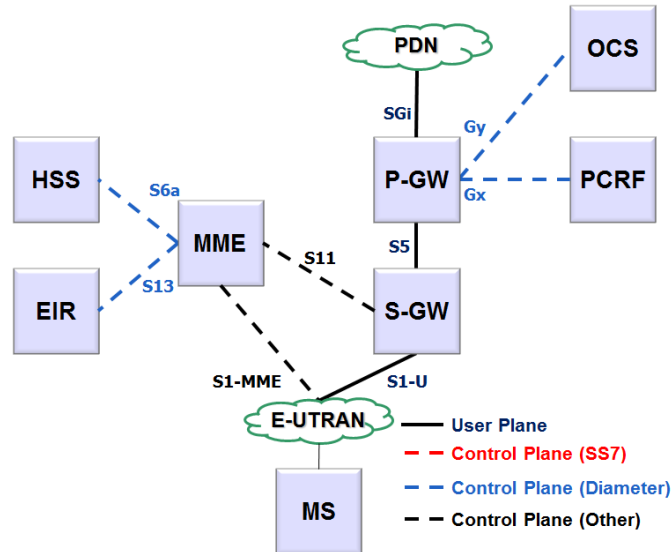 PDN
OCS
SGi
Gy
HSS
S6a
P-GW
Gx
PCRF
MME
S5
S11
S13
EIR
S-GW
S1-MME
S1-U
E-UTRAN
User Plane
Control Plane (SS7)
MS
Control Plane (Diameter)
Control Plane (Other)